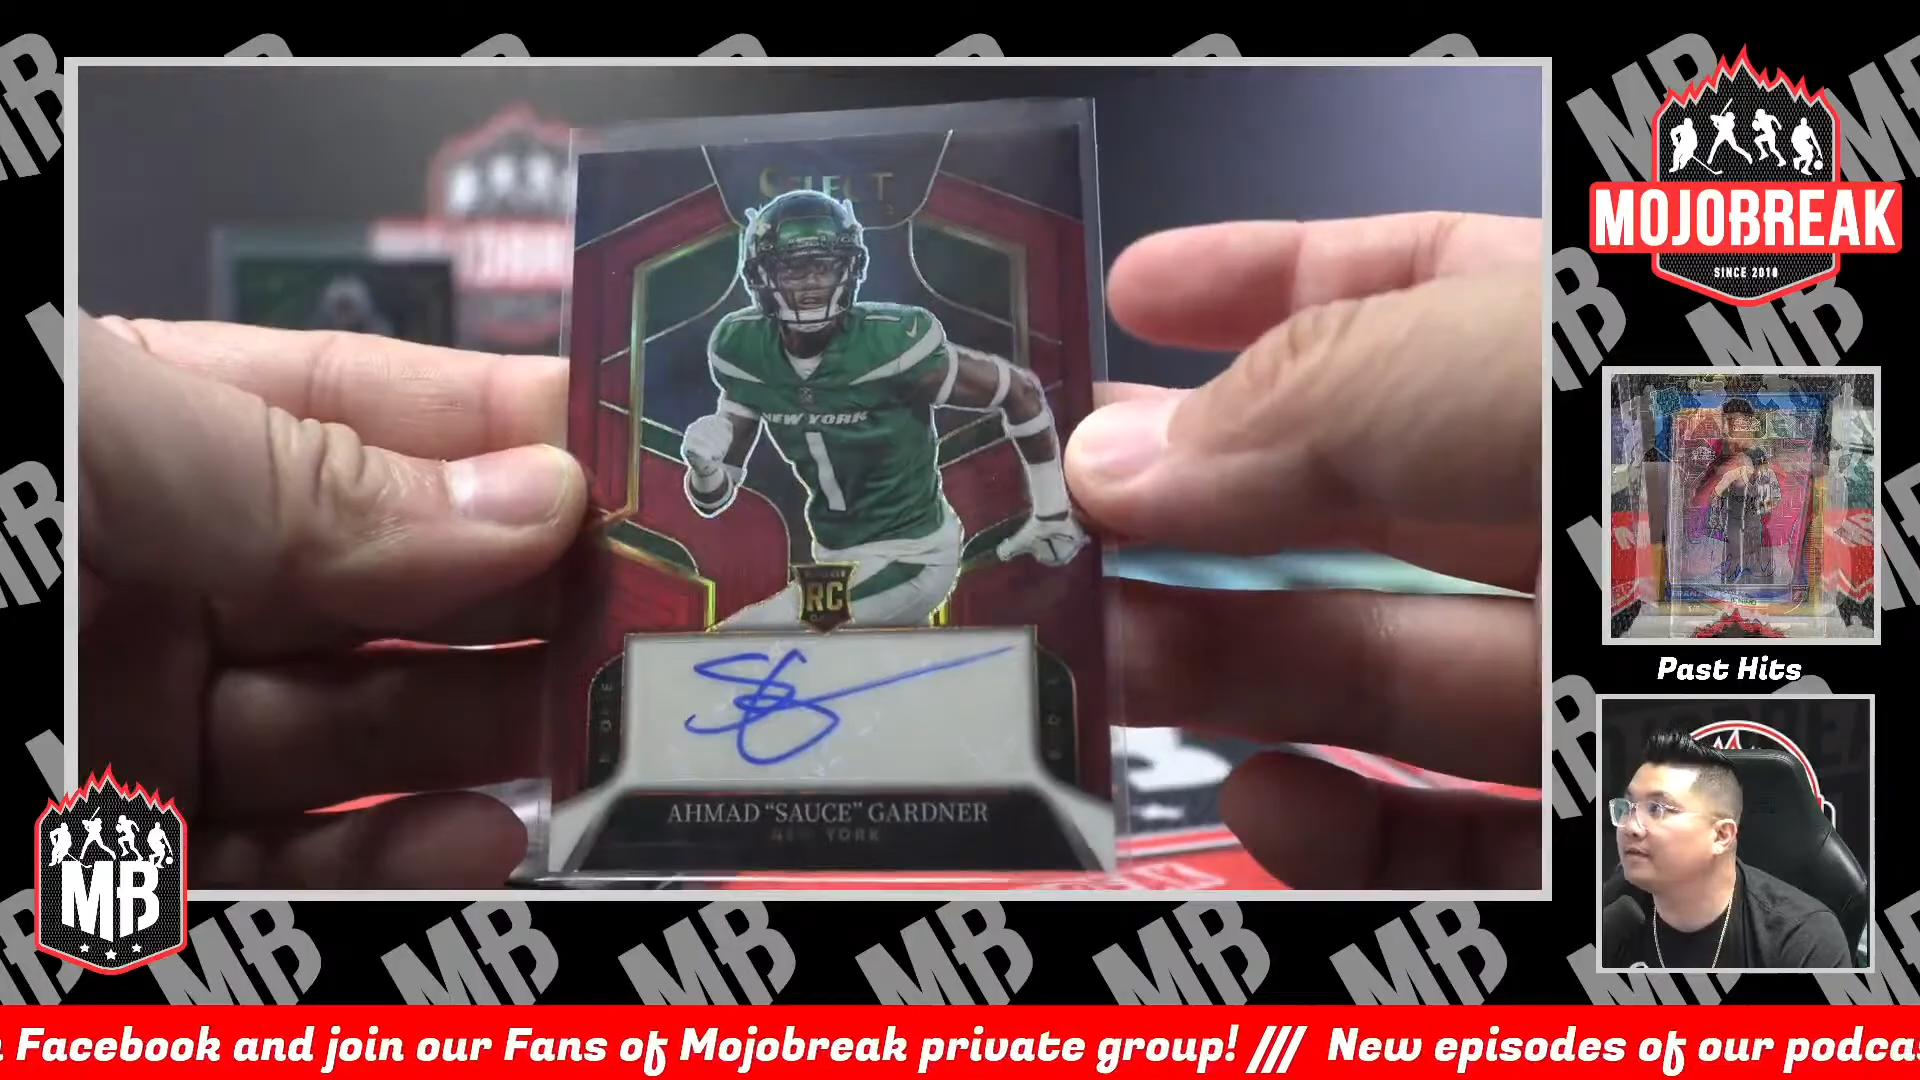 SELECT
NEW YORK
1
RC
AHMAD "SAUCE" GARDNER
NEW YORK
MB
MOJOBREAK
SINCE 2010
Past Hits
Facebook and join our Fans of Mojobreak private group! /// New episodes of our podca